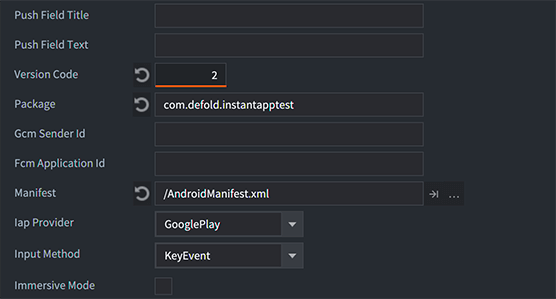 Push Field Title
Push Field Text
Version Code 2
Package com.defold.instantapptest
Gcm Sender Id
Fcm Application Id
Manifest /AndroidManifest.xml ...
Iap Provider GooglePlay
Input Method KeyEvent
Immersive Mode